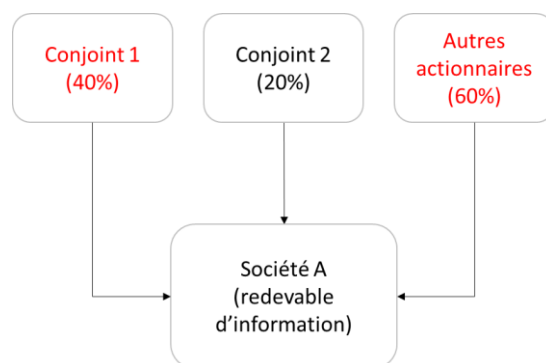 Conjoint 1
(40%)
Conjoint 2
(20%)
Autres
actionnaires
(60%)
Société A
(redevable
d’information)